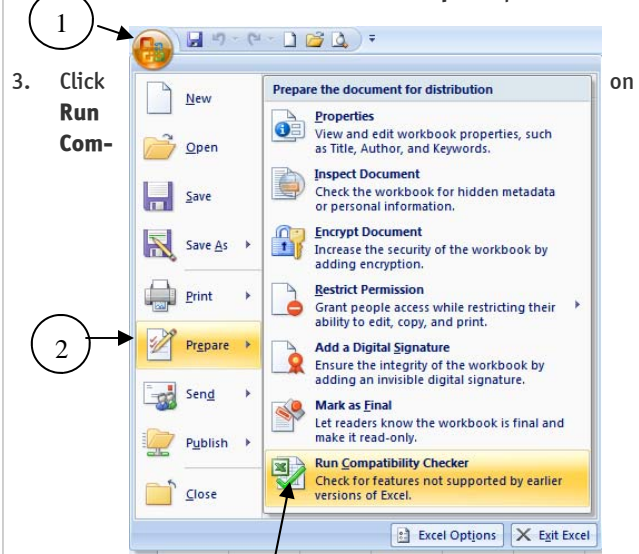 1
3. Click on
Run
Com-
New
Open
Save
Save As
Print
2
Prepare
Send
Publish
Close
Prepare the document for distribution
Properties
View and edit workbook properties, such
as Title, Author, and Keywords.
Inspect Document
Check the workbook for hidden metadata
or personal information.
Encrypt Document
Increase the security of the workbook by
adding encryption.
Restrict Permission
Grant people access while restricting their
ability to edit, copy, and print.
Add a Digital Signature
Ensure the integrity of the workbook by
adding an invisible digital signature.
Mark as Final
Let readers know the workbook is final and
make it read-only.
Run Compatibility Checker
Check for features not supported by earlier
versions of Excel.
Excel Options
Exit Excel